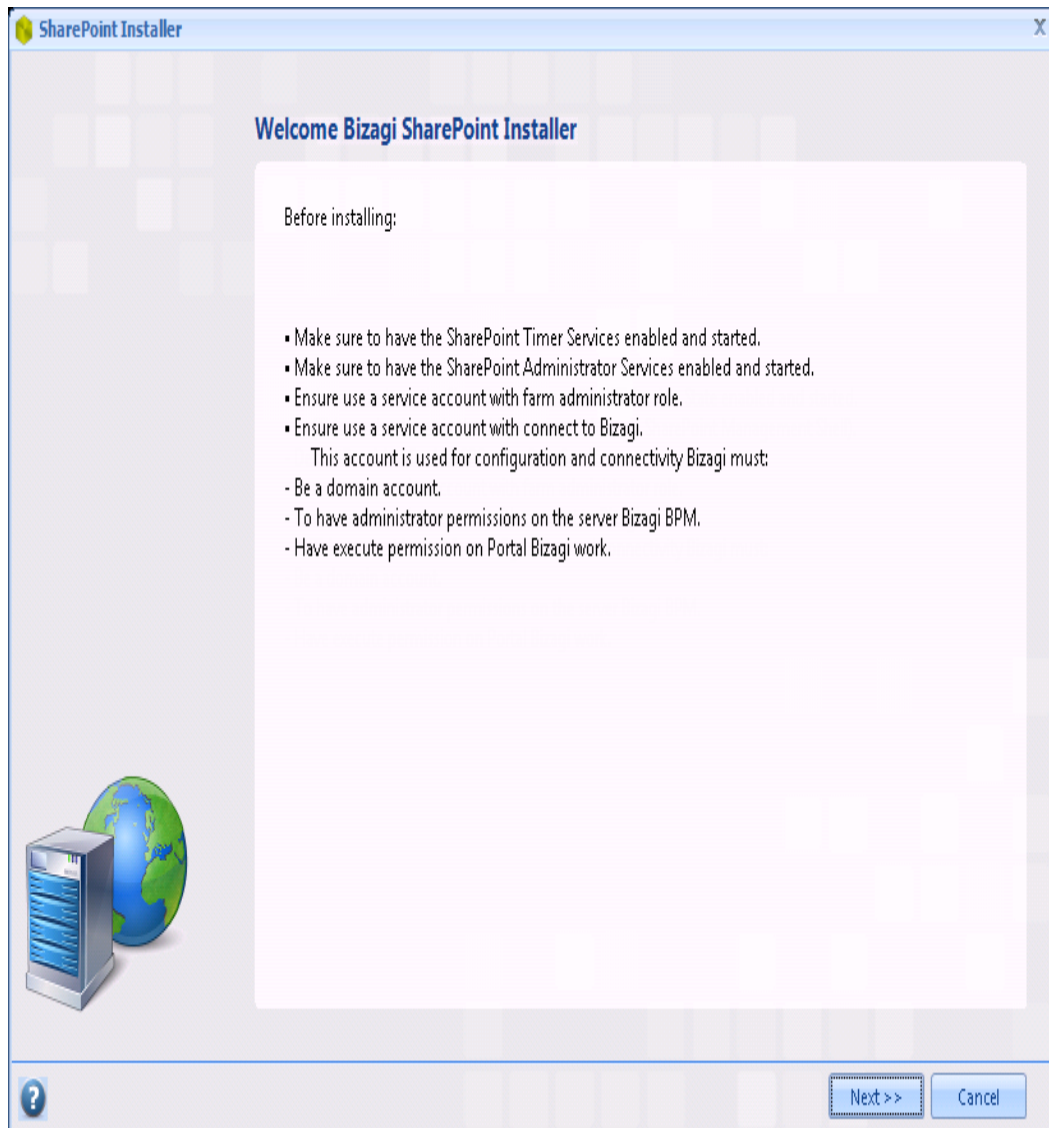 SharePoint Installer
X
Welcome Bizagi SharePoint Installer
Before installing:
▪ Make sure to have the SharePoint Timer Services enabled and started.
▪ Make sure to have the SharePoint Administrator Services enabled and started.
▪ Ensure use a service account with farm administrator role.
▪ Ensure use a service account with connect to Bizagi.
This account is used for configuration and connectivity Bizagi must:
- Be a domain account.
- To have administrator permissions on the server Bizagi BPM.
- Have execute permission on Portal Bizagi work.
?
Next >>
Cancel